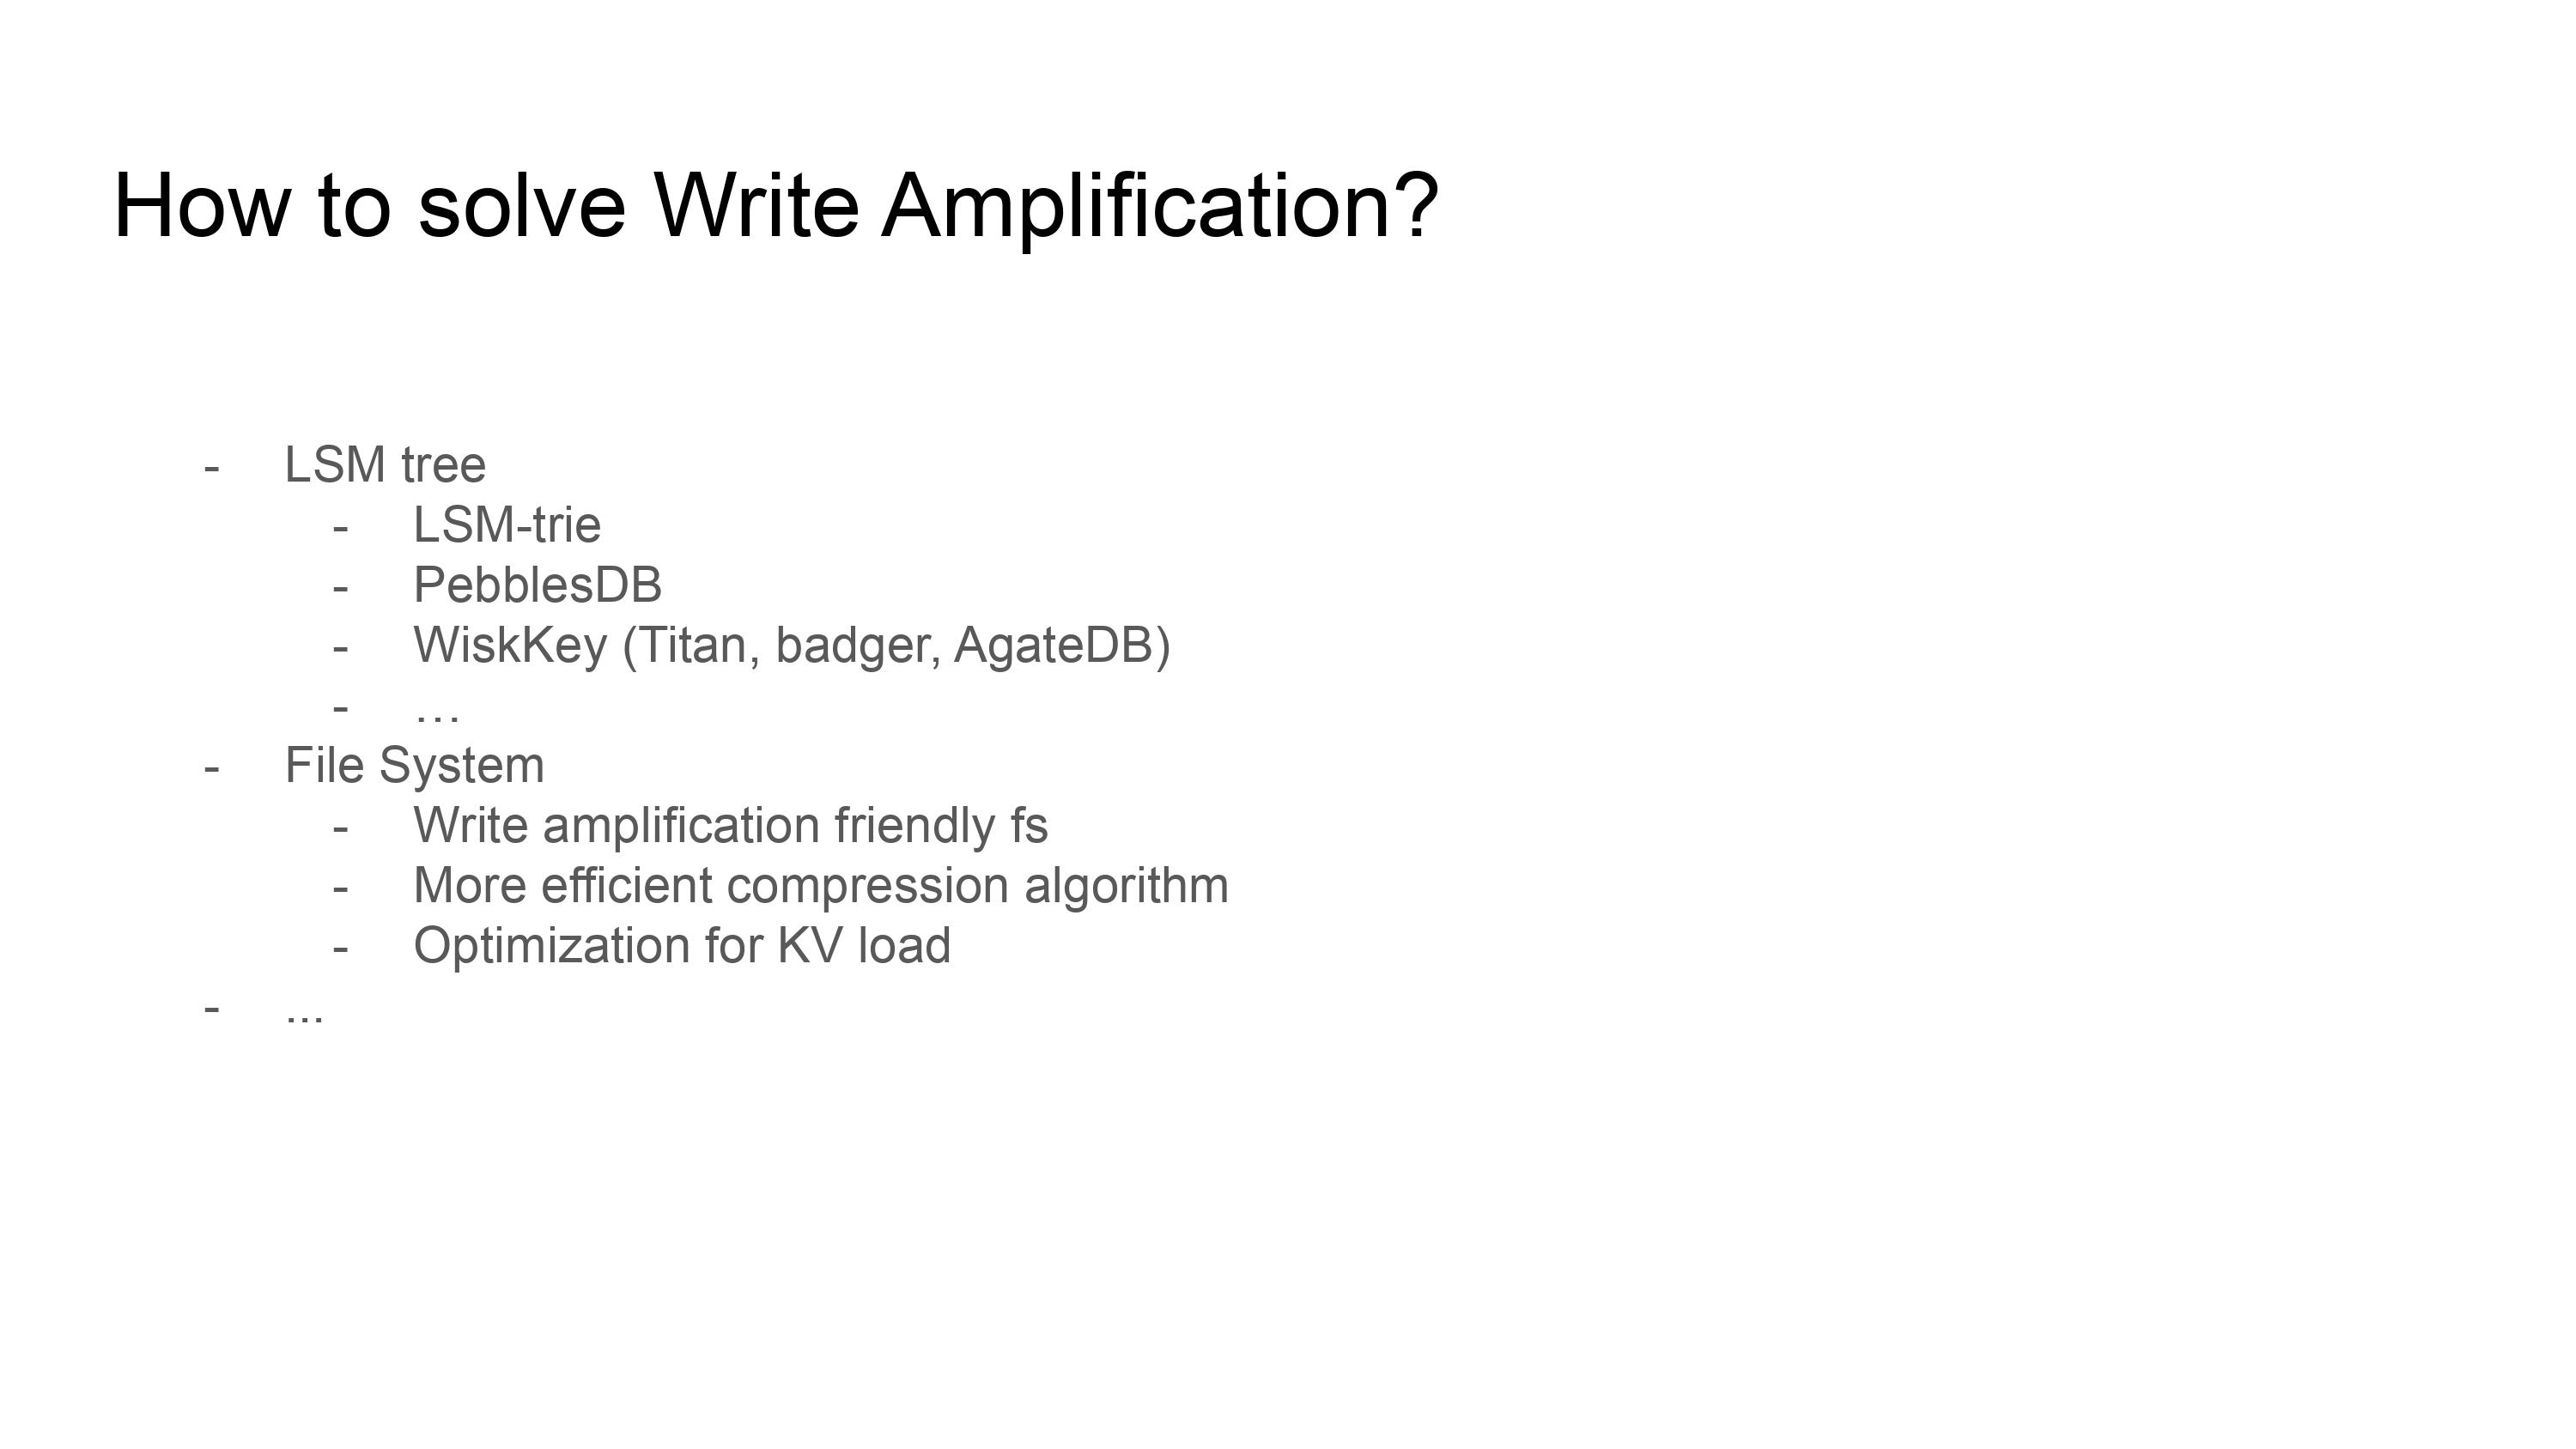 How to solve Write Amplification?
- LSM tree
- LSM-trie
- PebblesDB
- WiskKey (Titan, badger, AgateDB)
- …
- File System
- Write amplification friendly fs
- More efficient compression algorithm
- Optimization for KV load
- ...